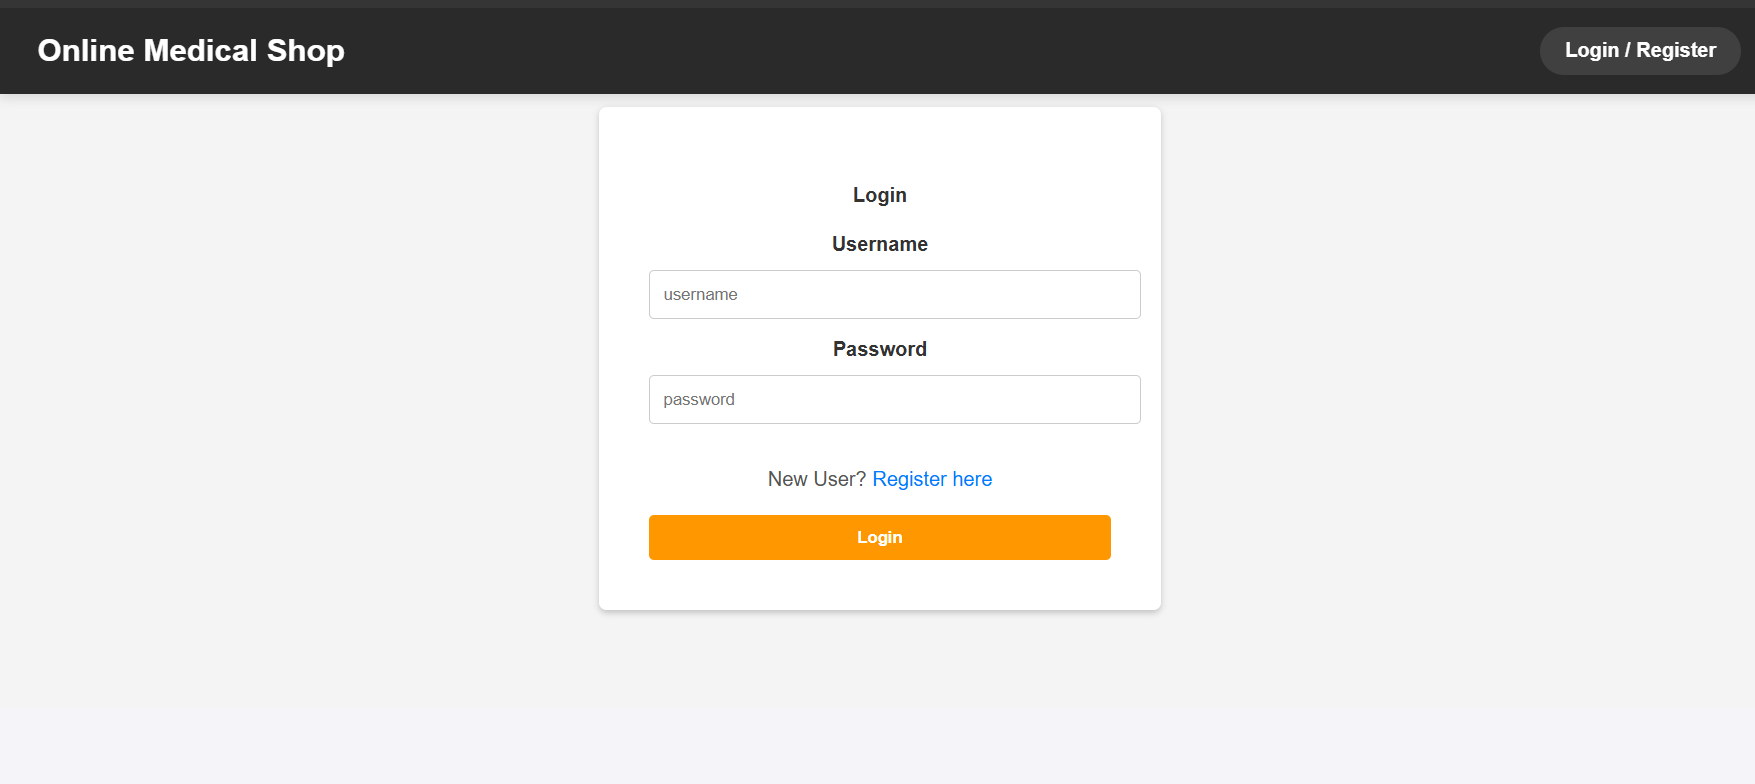 Online Medical Shop
Login / Register
Login
Username
username
Password
password
New User? Register here
Login